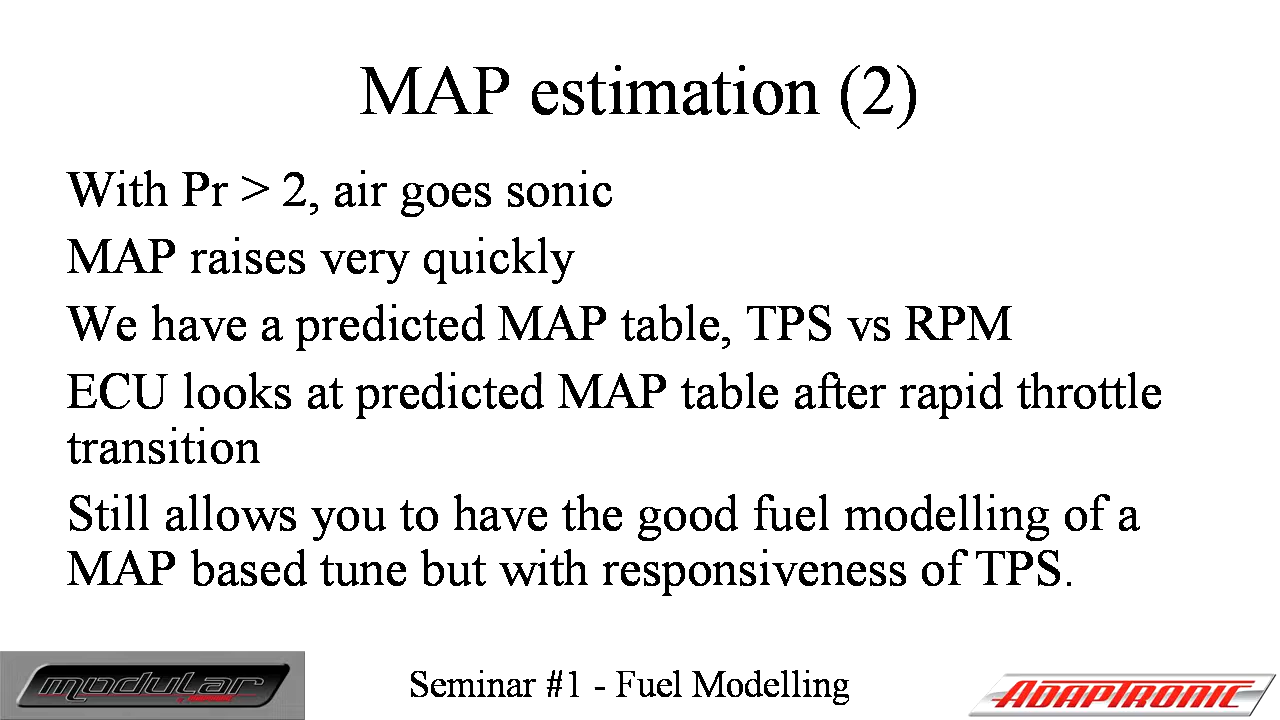 MAP estimation (2)
With Pr > 2, air goes sonic
MAP raises very quickly
We have a predicted MAP table, TPS vs RPM
ECU looks at predicted MAP table after rapid throttle
transition
Still allows you to have the good fuel modelling of a
MAP based tune but with responsiveness of TPS.
modular
Seminar #1 - Fuel Modelling
ADAPTRONIC